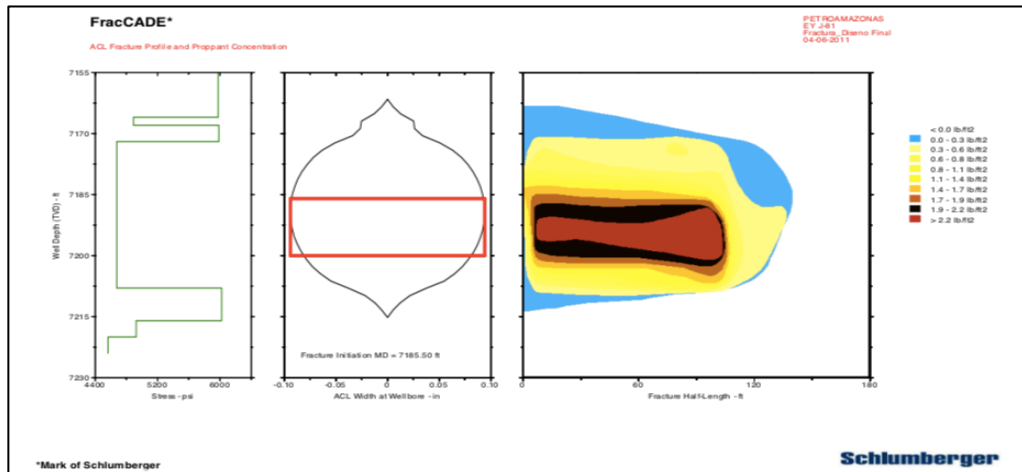 FracCADE*
ACL Fracture Profile and Proppant Concentration
PETROAMAZONAS
EY J-81
Fractura_Diseno Final
04-06-2011
7155
7170
7185
7200
7215
7230
Well Depth (TVD) - ft
4400
5200
6000
Stress - psi
Fracture Initiation MD = 7185.50 ft
-0.10
-0.05
0
0.05
0.10
ACL Width at Wellbore - in
0
60
120
180
Fracture Half-Length - ft
< 0.0 lb/ft2
0.0 - 0.3 lb/ft2
0.3 - 0.6 lb/ft2
0.6 - 0.8 lb/ft2
0.8 - 1.1 lb/ft2
1.1 - 1.4 lb/ft2
1.4 - 1.7 lb/ft2
1.7 - 1.9 lb/ft2
1.9 - 2.2 lb/ft2
> 2.2 lb/ft2
*Mark of Schlumberger
Schlumberger